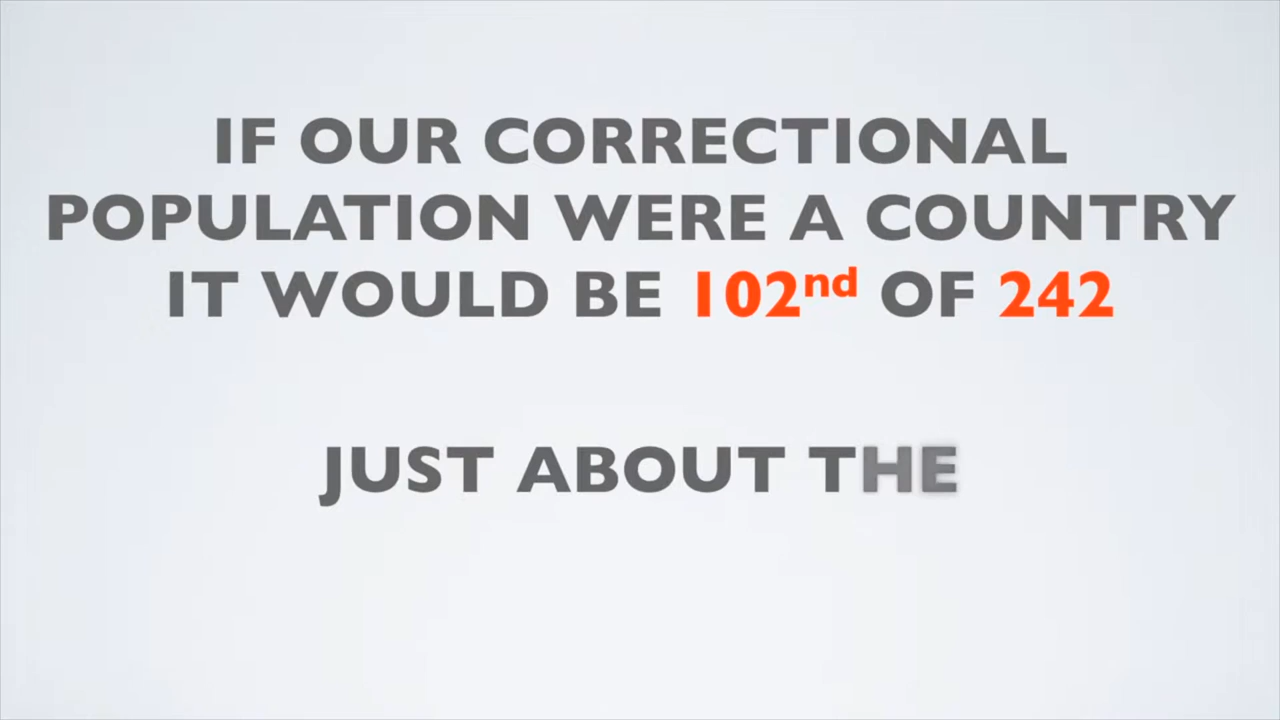 IF OUR CORRECTIONAL
POPULATION WERE A COUNTRY
IT WOULD BE 102nd OF 242
JUST ABOUT THE